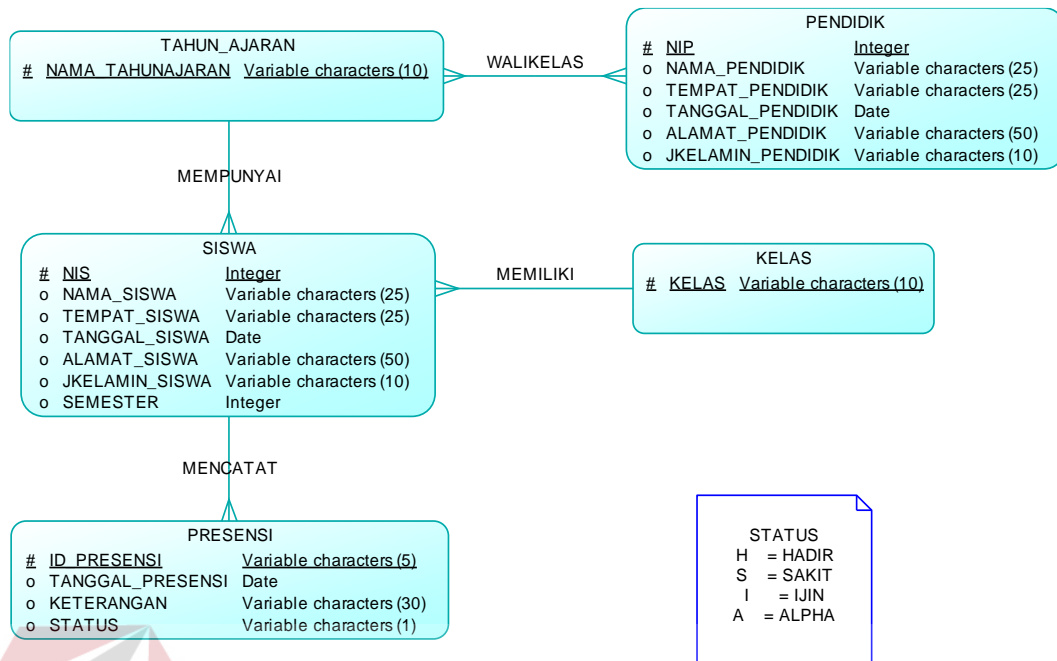 TAHUN_AJARAN
# NAMA_TAHUNAJARAN Variable characters (10)
WALIKELAS
PENDIDIK
# NIP Integer
o NAMA_PENDIDIK Variable characters (25)
o TEMPAT_PENDIDIK Variable characters (25)
o TANGGAL_PENDIDIK Date
o ALAMAT_PENDIDIK Variable characters (50)
o JKELAMIN_PENDIDIK Variable characters (10)
MEMPUNYAI
SISWA
# NIS Integer
o NAMA_SISWA Variable characters (25)
o TEMPAT_SISWA Variable characters (25)
o TANGGAL_SISWA Date
o ALAMAT_SISWA Variable characters (50)
o JKELAMIN_SISWA Variable characters (10)
o SEMESTER Integer
MEMILIKI
KELAS
# KELAS Variable characters (10)
MENCATAT
PRESENSI
# ID_PRESENSI Variable characters (5)
o TANGGAL_PRESENSI Date
o KETERANGAN Variable characters (30)
o STATUS Variable characters (1)
STATUS
H = HADIR
S = SAKIT
I = IJIN
A = ALPHA